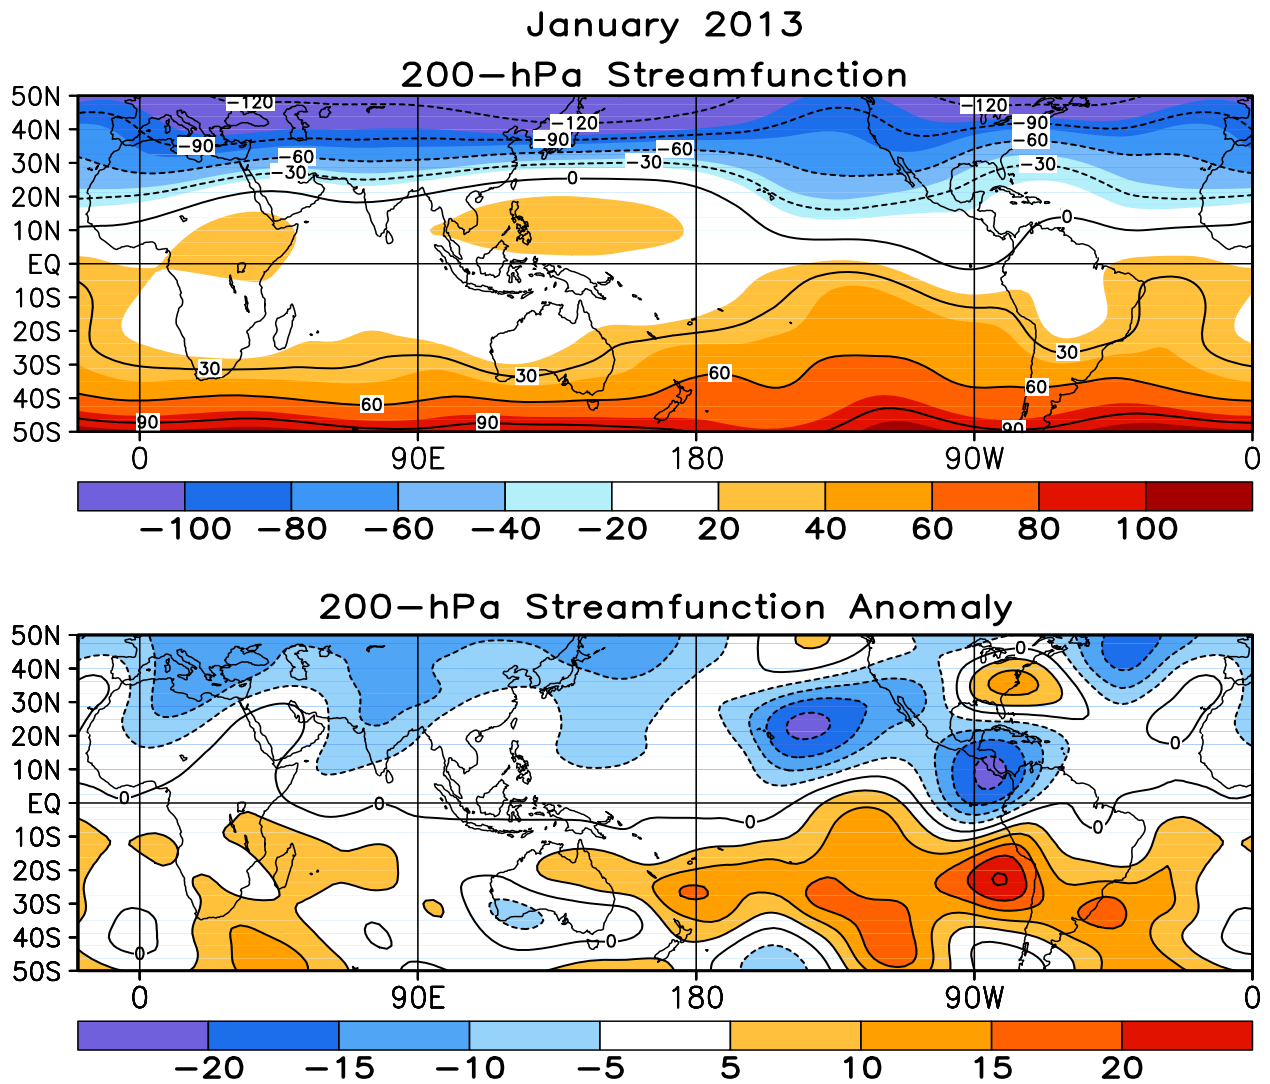 January 2013
200-hPa Streamfunction
50N
40N
30N
20N
10N
EQ
10S
20S
30S
40S
50S
-120
-120
-120
-90
-90
-90
-60
-60
-60
-30
-30
-30
0
0
30
30
30
60
60
60
90
90
90
0 90E 180 90W 0
-100 -80 -60 -40 -20 20 40 60 80 100
200-hPa Streamfunction Anomaly
50N
40N
30N
20N
10N
EQ
10S
20S
30S
40S
50S
0
0
0
0
0
0
0
0
0 90E 180 90W 0
-20 -15 -10 -5 5 10 15 20